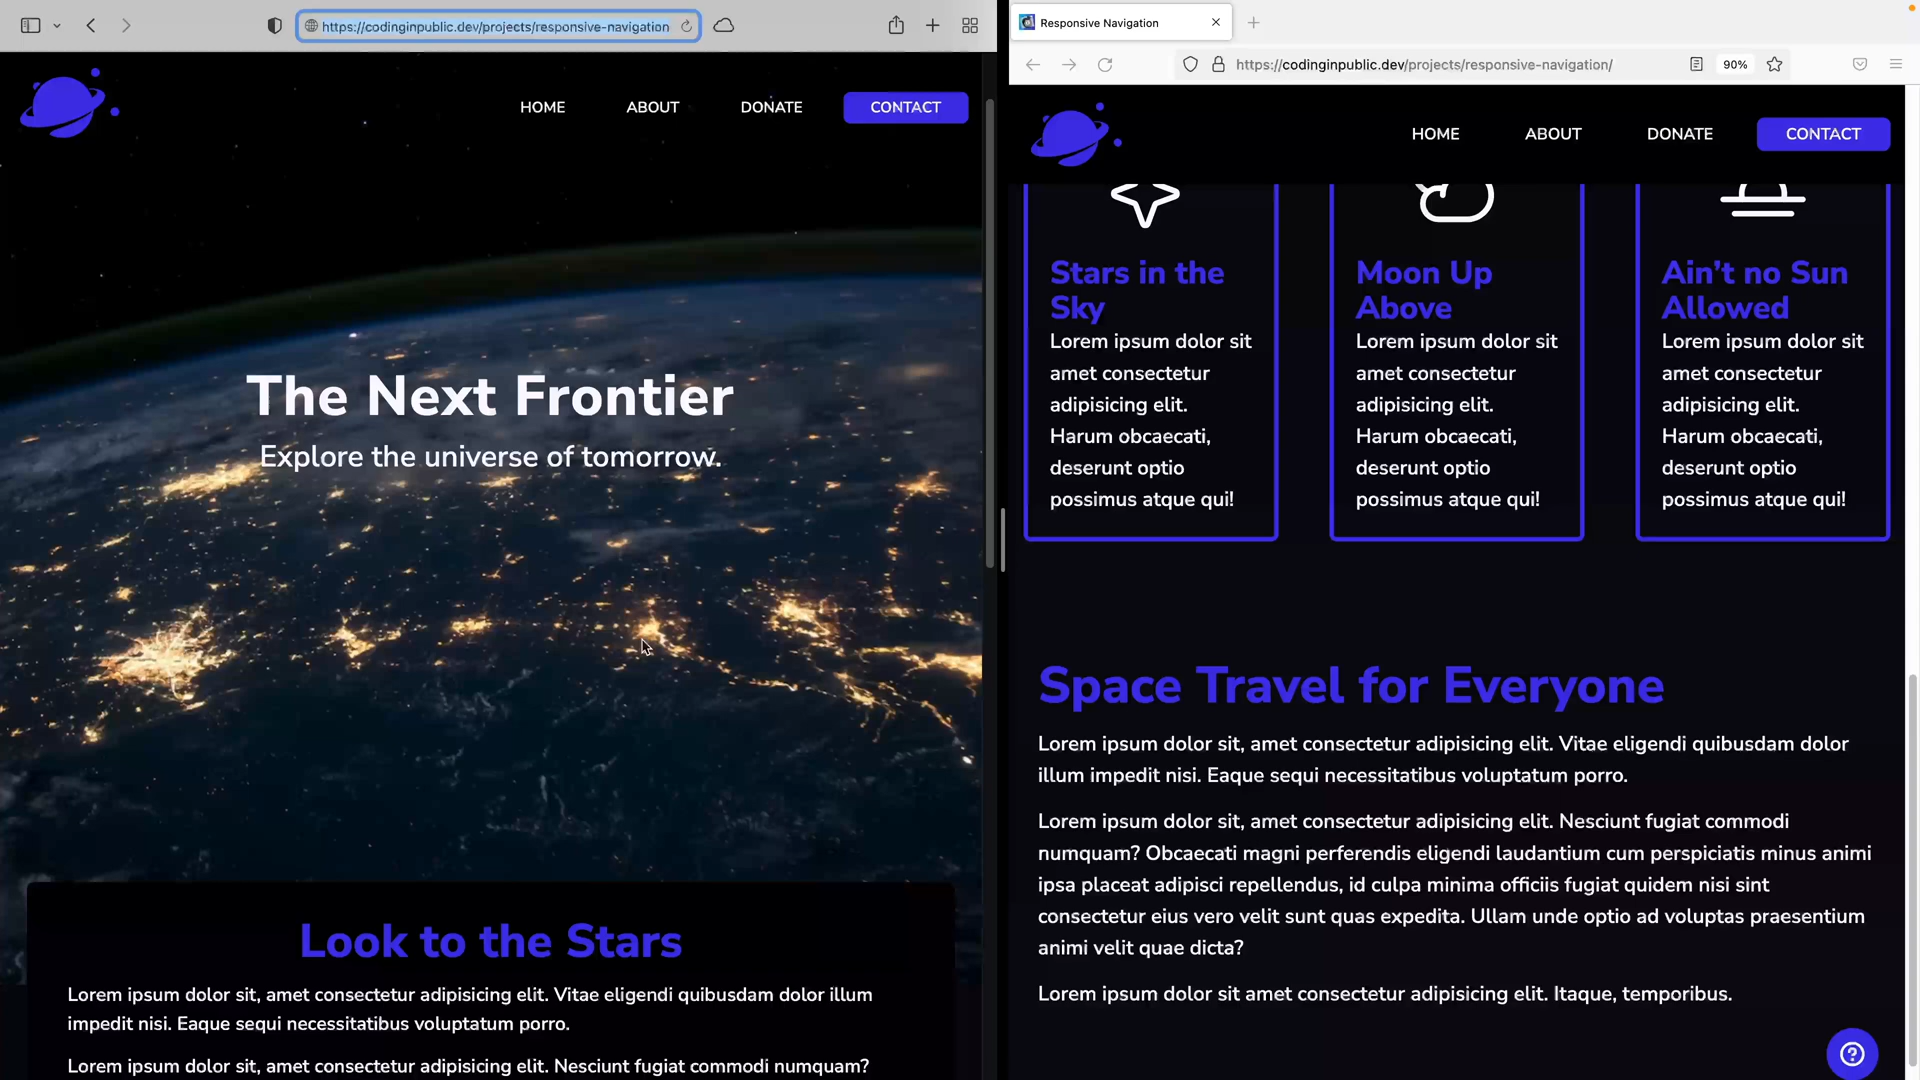 https://codinginpublic.dev/projects/responsive-navigation
HOME
ABOUT
DONATE
CONTACT
The Next Frontier
Explore the universe of tomorrow.
Look to the Stars
Lorem ipsum dolor sit, amet consectetur adipisicing elit. Vitae eligendi quibusdam dolor illum
impedit nisi. Eaque sequi necessitatibus voluptatum porro.
Lorem ipsum dolor sit, amet consectetur adipisicing elit. Nesciunt fugiat commodi numquam?
Responsive Navigation
https://codinginpublic.dev/projects/responsive-navigation/
90%
HOME
ABOUT
DONATE
CONTACT
Stars in the
Sky
Lorem ipsum dolor sit
amet consectetur
adipisicing elit.
Harum obcaecati,
deserunt optio
possimus atque qui!
Moon Up
Above
Lorem ipsum dolor sit
amet consectetur
adipisicing elit.
Harum obcaecati,
deserunt optio
possimus atque qui!
Ain't no Sun
Allowed
Lorem ipsum dolor sit
amet consectetur
adipisicing elit.
Harum obcaecati,
deserunt optio
possimus atque qui!
Space Travel for Everyone
Lorem ipsum dolor sit, amet consectetur adipisicing elit. Vitae eligendi quibusdam dolor
illum impedit nisi. Eaque sequi necessitatibus voluptatum porro.
Lorem ipsum dolor sit, amet consectetur adipisicing elit. Nesciunt fugiat commodi
numquam? Obcaecati magni perferendis eligendi laudantium cum perspiciatis minus animi
ipsa placeat adipisci repellendus, id culpa minima officiis fugiat quidem nisi sint
consectetur eius vero velit sunt quas expedita. Ullam unde optio ad voluptas praesentium
animi velit quae dicta?
Lorem ipsum dolor sit amet consectetur adipisicing elit. Itaque, temporibus.